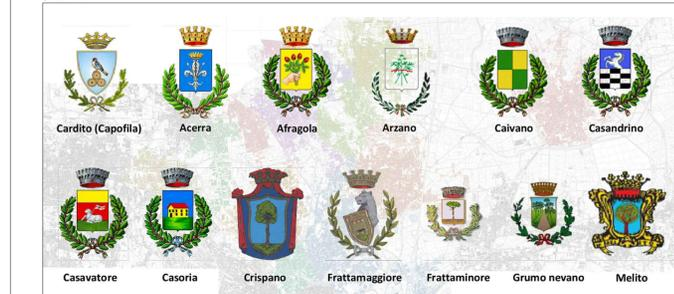 Cardito (Capofila) Acerra Afragola Arzano Caivano Casandrino
Casavatore Casoria Crispano Frattamaggiore Frattaminore Grumo nevano Melito